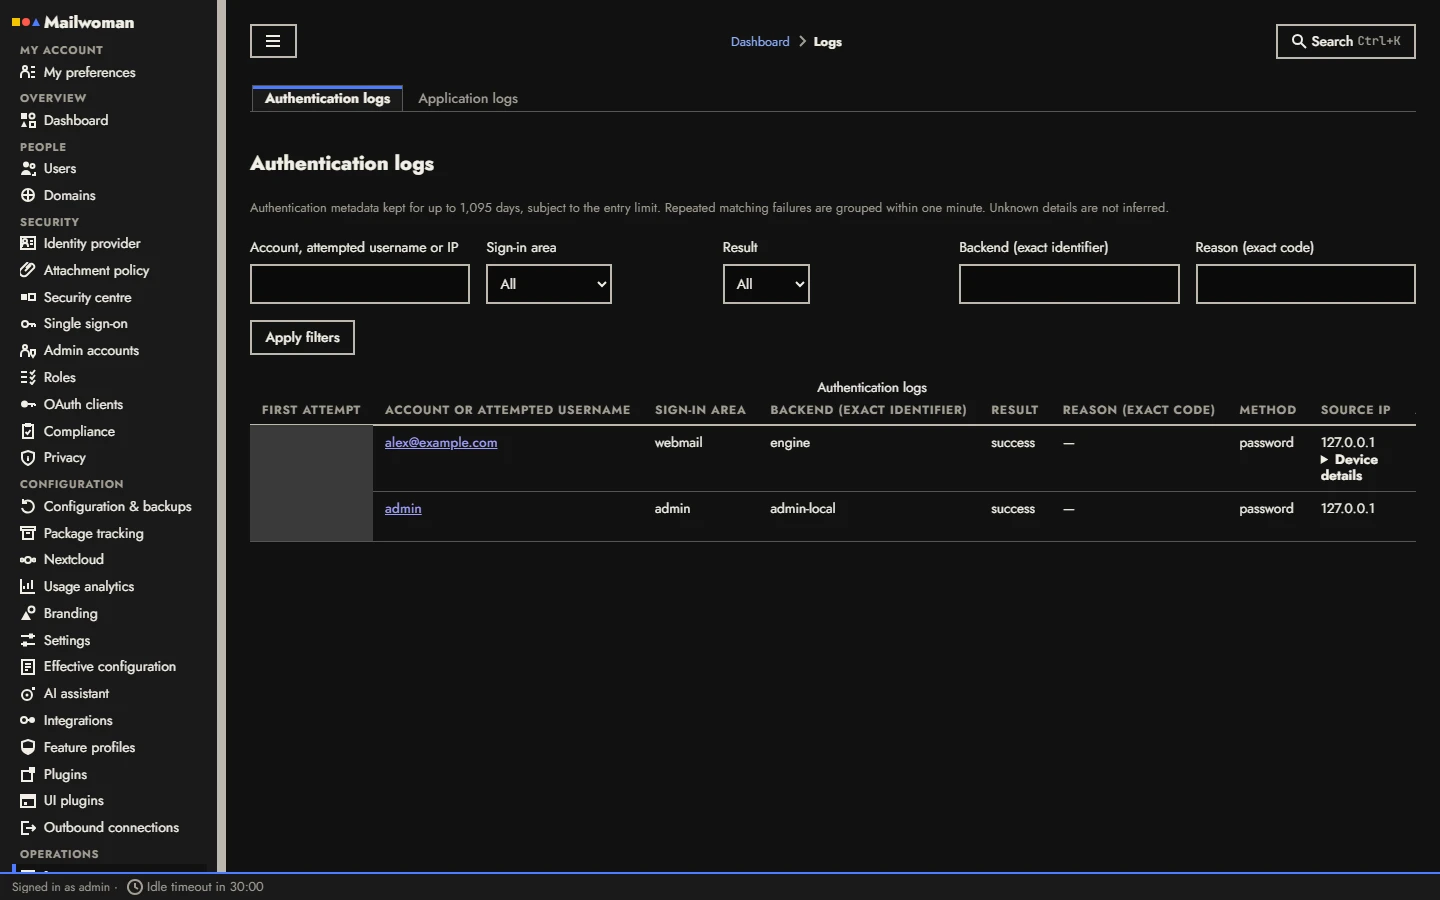 Mailwoman
MY ACCOUNT
My preferences
OVERVIEW
Dashboard
PEOPLE
Users
Domains
SECURITY
Identity provider
Attachment policy
Security centre
Single sign-on
Admin accounts
Roles
OAuth clients
Compliance
Privacy
CONFIGURATION
Configuration & backups
Package tracking
Nextcloud
Usage analytics
Branding
Settings
Effective configuration
AI assistant
Integrations
Feature profiles
Plugins
UI plugins
Outbound connections
OPERATIONS
Dashboard > Logs
Search Ctrl+K
Authentication logs Application logs
Authentication logs
Authentication metadata kept for up to 1,095 days, subject to the entry limit. Repeated matching failures are grouped within one minute. Unknown details are not inferred.
Account, attempted username or IP Sign-in area Result Backend (exact identifier) Reason (exact code)
All All
Apply filters
Authentication logs
FIRST ATTEMPT ACCOUNT OR ATTEMPTED USERNAME SIGN-IN AREA BACKEND (EXACT IDENTIFIER) RESULT REASON (EXACT CODE) METHOD SOURCE IP
alex@example.com webmail engine success — password 127.0.0.1
Device
details
admin admin admin-local success — password 127.0.0.1
Signed in as admin · Idle timeout in 30:00